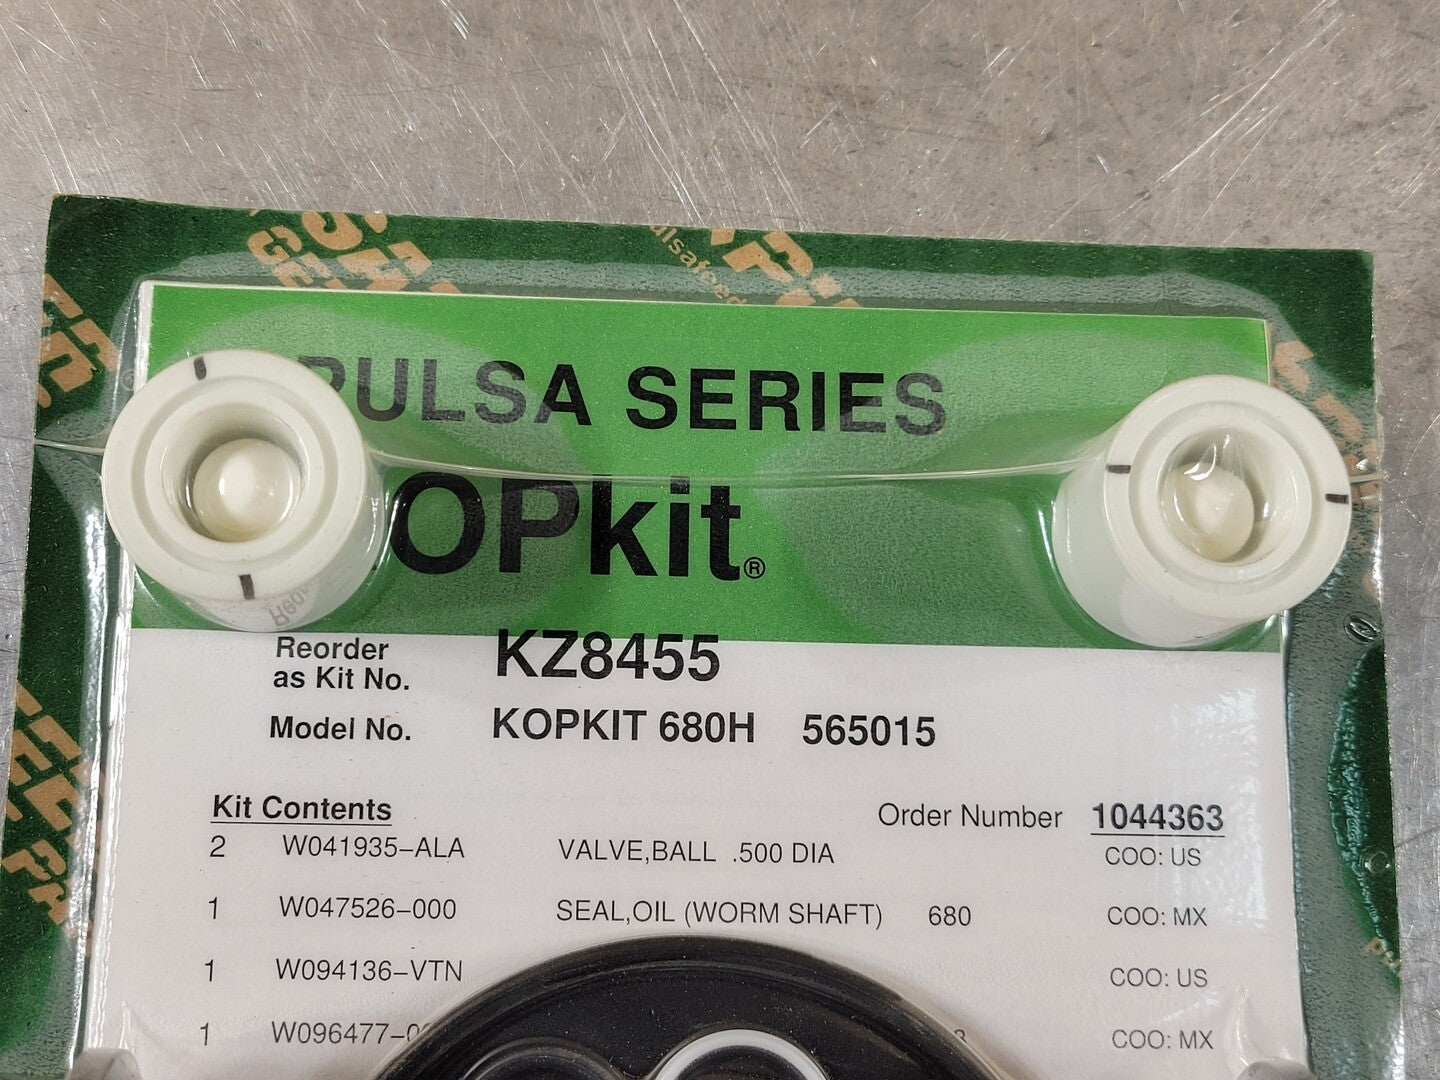 PULSA SERIES
KOPkit®
Reorder
as Kit No. KZ8455
Model No. KOPKIT 680H 565015
Kit Contents Order Number 1044363
2 W041935-ALA VALVE,BALL .500 DIA COO: US
1 W047526-000 SEAL,OIL (WORM SHAFT) 680 COO: MX
1 W094136-VTN COO: US
1 COO: MX